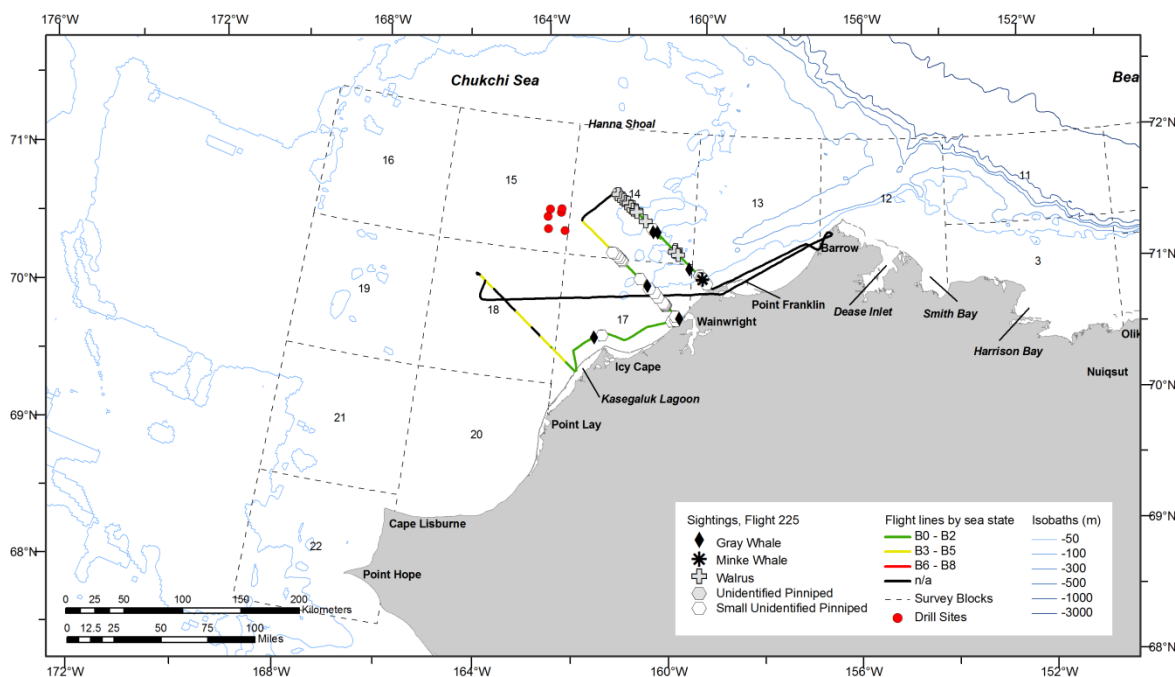 176°W 168°W 164°W 160°W 156°W 152°W
Chukchi Sea
Bea
72°N
71°N
Hanna Shoal
16
15
14
13
12
11
71°N
Barrow
3
70°N
19
18
17
Point Franklin
Dease Inlet
Smith Bay
Wainwright
Harrison Bay
Olik
70°N
Icy Cape
Nuiqsut
Kasegaluk Lagoon
69°N
21
20
Point Lay
Cape Lisburne
69°N
68°N
22
Point Hope
Sightings, Flight 225
Gray Whale
Minke Whale
Walrus
Unidentified Pinniped
Small Unidentified Pinniped
Flight lines by sea state
B0 - B2
B3 - B5
B6 - B8
n/a
Survey Blocks
Drill Sites
Isobaths (m)
-50
-100
-300
-500
-1000
-3000
0 25 50 100 150 200
Kilometers
0 12.5 25 50 75 100
Miles
68°N
172°W 168°W 164°W 160°W 156°W 152°W